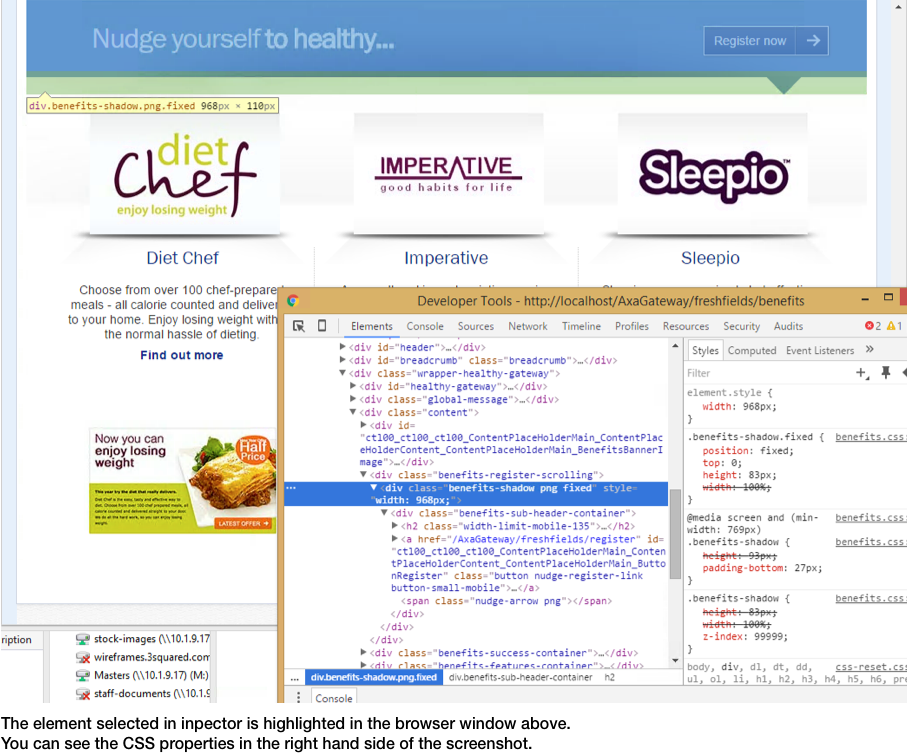 Nudge yourself to healthy...
Register now
div.benefits-shadow.png.fixed 968px × 110px
diet
Chef
enjoy losing weight
IMPERATIVE
good habits for life
Sleepio™
Diet Chef
Imperative
Sleepio
Choose from over 100 chef-prepare
meals - all calorie counted and deliver
to your home. Enjoy losing weight with
the normal hassle of dieting.
Find out more
Now you can
enjoy losing
weight
Half
Price
This year try the diet that really delivers.
LATEST OFFER
ription
stock-images (\\10.1.9.17
wireframes.3squared.com
Masters (\\10.1.9.17) (M:)
staff-documents (\\10.1.9
Developer Tools - http://localhost/AxaGateway/freshfields/benefits
Elements Console Sources Network Timeline Profiles Resources Security Audits
2 1
<div id="header">…</div>
<div id="breadcrumb" class="breadcrumb">…</div>
<div class="wrapper-healthy-gateway">
<div id="healthy-gateway">…</div>
<div class="global-message">…</div>
<div class="content">
<div id=
"ctl00_ctl00_ctl00_ContentPlaceHolderMain_ContentPlac
eHolderContent_ContentPlaceHolderMain_BenefitsBannerI
mage">…</div>
<div class="benefits-register-scrolling">
… <div class="benefits-shadow png fixed" style=
"width: 968px;">
<div class="benefits-sub-header-container">
<h2 class="width-limit-mobile-135">…</h2>
<a href="/AxaGateway/freshfields/register" id=
"ctl00_ctl00_ctl00_ContentPlaceHolderMain_Conten
tPlaceHolderContent_ContentPlaceHolderMain_Butto
nRegister" class="button nudge-register-link
button-small-mobile">…</a>
<span class="nudge-arrow png"></span>
</div>
</div>
</div>
<div class="benefits-success-container">…</div>
<div class="benefits-features-container">…</div>
... div.benefits-shadow.png.fixed div.benefits-sub-header-container h2
Console
Styles Computed Event Listeners »
Filter
element.style {
width: 968px;
}
.benefits-shadow.fixed { benefits.css:
position: fixed;
top: 0;
height: 83px;
width: 100%;
}
@media screen and (min- benefits.css:
width: 769px)
.benefits-shadow { benefits.css:
height: 93px;
padding-bottom: 27px;
}
.benefits-shadow { benefits.css:
height: 83px;
width: 100%;
z-index: 99999;
}
body, div, dl, dt, dd, css-reset.css:
ul, ol, li, h1, h2, h3, h4, h5, h6, pre
The element selected in inpector is highlighted in the browser window above.
You can see the CSS properties in the right hand side of the screenshot.